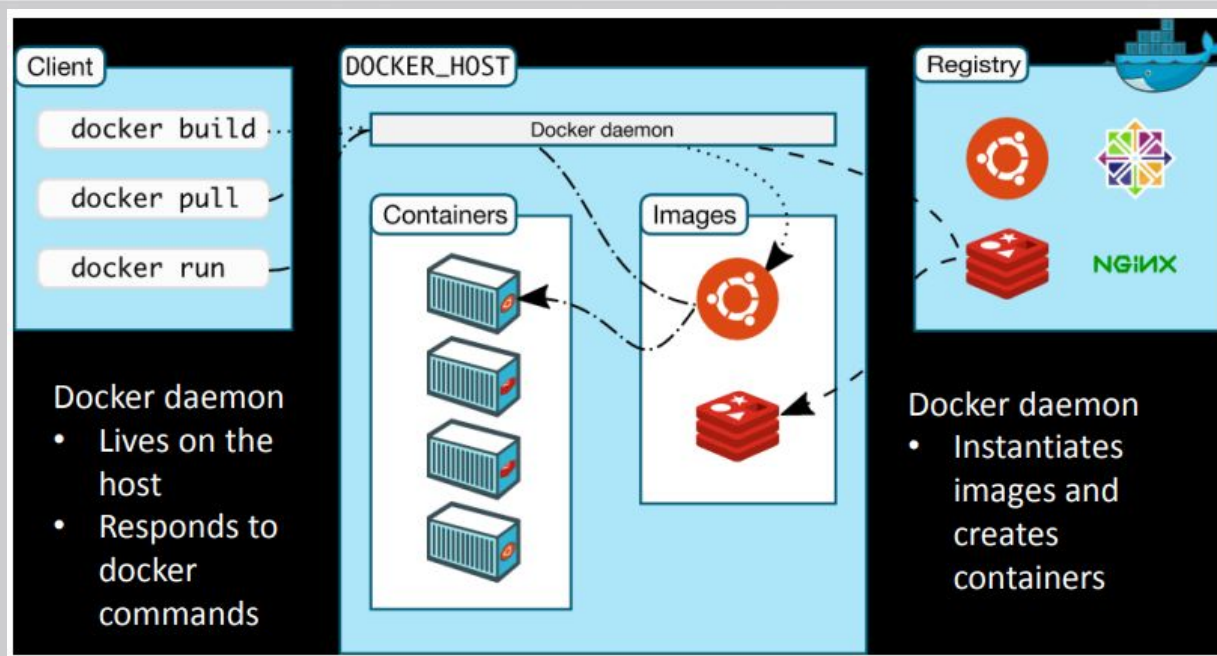 Client
docker build
docker pull
docker run
DOCKER_HOST
Docker daemon
Containers
Images
Registry
NGiNX
Docker daemon
• Lives on the
host
• Responds to
docker
commands
Docker daemon
• Instantiates
images and
creates
containers